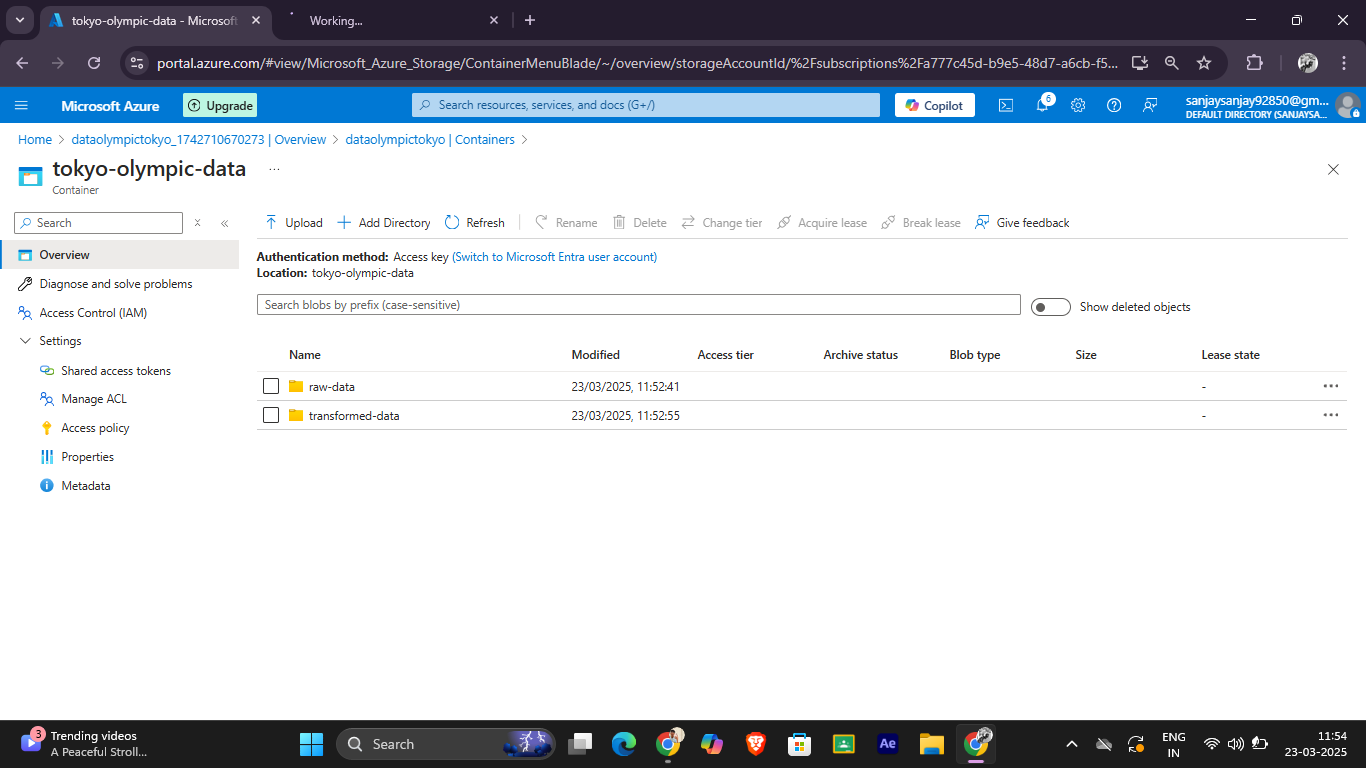 tokyo-olympic-data - Microsoft
Working...
portal.azure.com/#view/Microsoft_Azure_Storage/ContainerMenuBlade/~/overview/storageAccountId/%2Fsubscriptions%2Fa777c45d-b9e5-48d7-a6cb-f5...
Microsoft Azure
Upgrade
Search resources, services, and docs (G+/)
Copilot
6
sanjaysanjay92850@gm...
DEFAULT DIRECTORY (SANJAYSA...
Home > dataolympictokyo_1742710670273 | Overview > dataolympictokyo | Containers >
tokyo-olympic-data ...
Container
Search
Upload Add Directory Refresh Rename Delete Change tier Acquire lease Break lease Give feedback
Overview
Diagnose and solve problems
Access Control (IAM)
Settings
Shared access tokens
Manage ACL
Access policy
Properties
Metadata
Authentication method: Access key (Switch to Microsoft Entra user account)
Location: tokyo-olympic-data
Search blobs by prefix (case-sensitive)
Show deleted objects
Name Modified Access tier Archive status Blob type Size Lease state
raw-data 23/03/2025, 11:52:41 - ...
transformed-data 23/03/2025, 11:52:55 - ...
3
Trending videos
A Peaceful Stroll...
Search
Ae
ENG
IN
11:54
23-03-2025